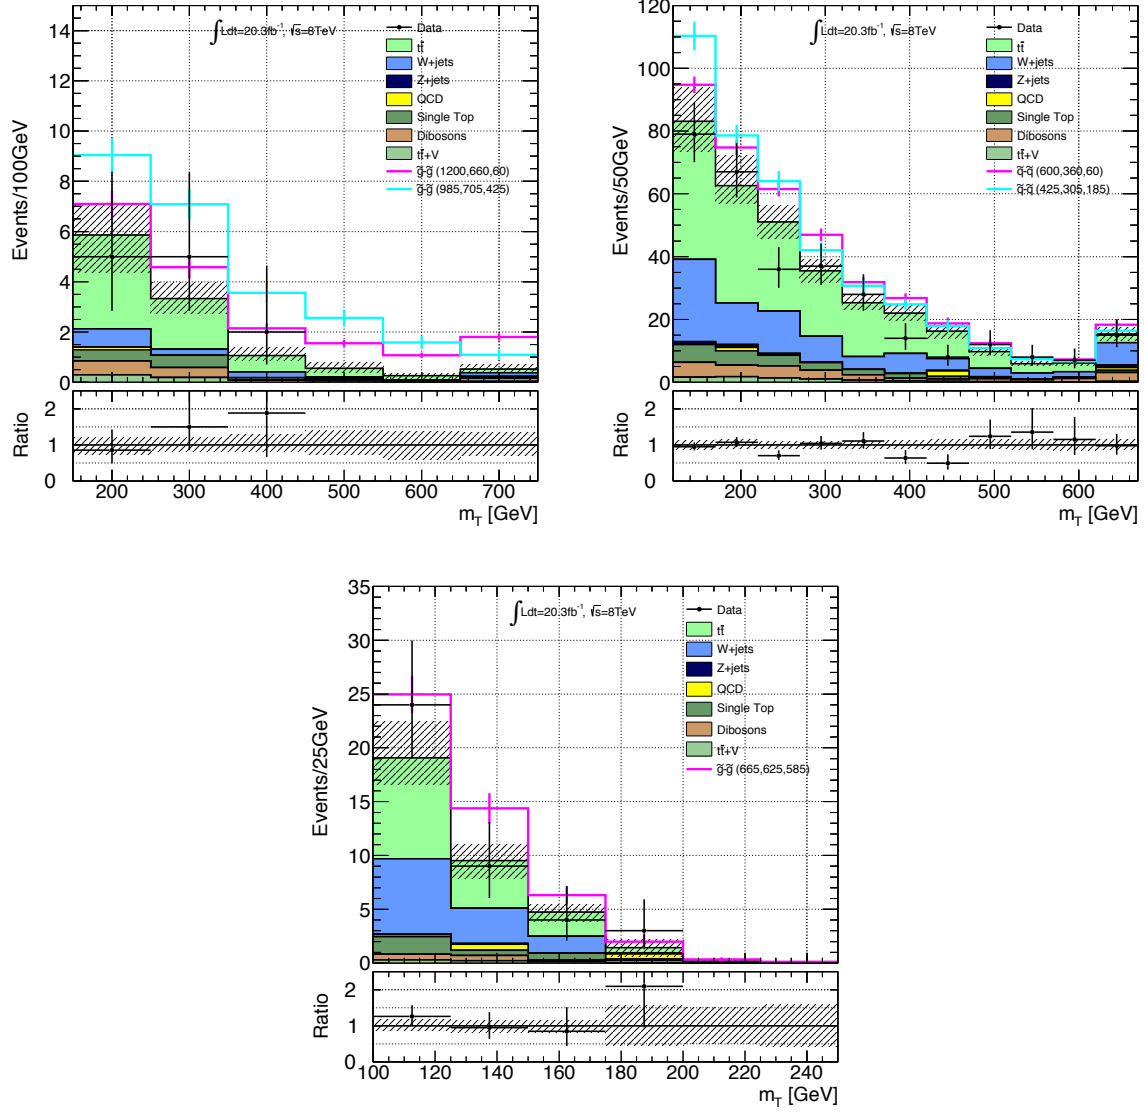 ∫Ldt=20.3fb⁻¹, √s=8TeV
Data
tt̄
W+jets
Z+jets
QCD
Single Top
Dibosons
tt̄+V
g̃-g̃ (1200,660,60)
g̃-g̃ (985,705,425)
Events/100GeV
14
12
10
8
6
4
2
0
Ratio
2
1
0
200 300 400 500 600 700
m_T [GeV]
∫Ldt=20.3fb⁻¹, √s=8TeV
Data
tt̄
W+jets
Z+jets
QCD
Single Top
Dibosons
tt̄+V
q̃-q̃ (600,360,60)
q̃-q̃ (425,305,185)
Events/50GeV
120
100
80
60
40
20
0
Ratio
2
1
0
200 300 400 500 600
m_T [GeV]
∫Ldt=20.3fb⁻¹, √s=8TeV
Data
tt̄
W+jets
Z+jets
QCD
Single Top
Dibosons
tt̄+V
g̃-g̃ (665,625,585)
Events/25GeV
35
30
25
20
15
10
5
0
Ratio
2
1
0
100 120 140 160 180 200 220 240
m_T [GeV]